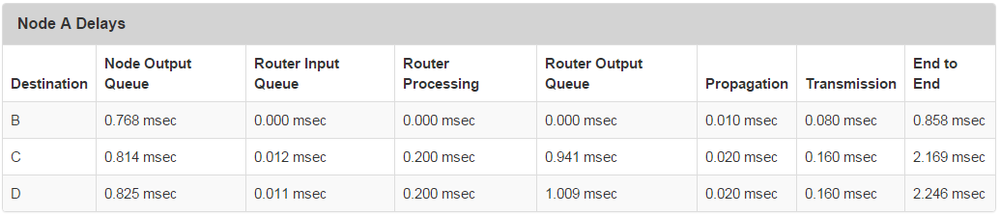 Node A Delays
Destination Node Output Queue Router Input Queue Router Processing Router Output Queue Propagation Transmission End to End
B 0.768 msec 0.000 msec 0.000 msec 0.000 msec 0.010 msec 0.080 msec 0.858 msec
C 0.814 msec 0.012 msec 0.200 msec 0.941 msec 0.020 msec 0.160 msec 2.169 msec
D 0.825 msec 0.011 msec 0.200 msec 1.009 msec 0.020 msec 0.160 msec 2.246 msec